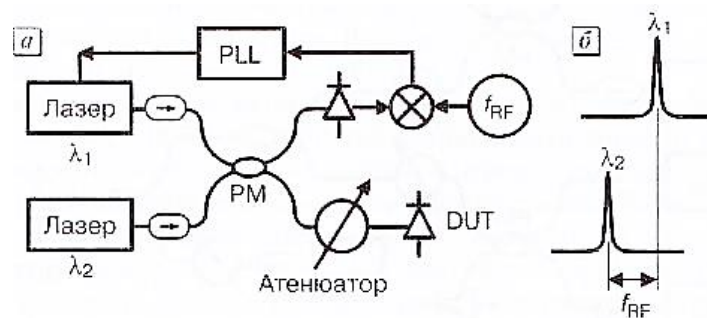 а
PLL
б
λ1
Лазер
fRF
λ1
λ2
PM
Лазер
DUT
λ2
Атенюатор
fRF